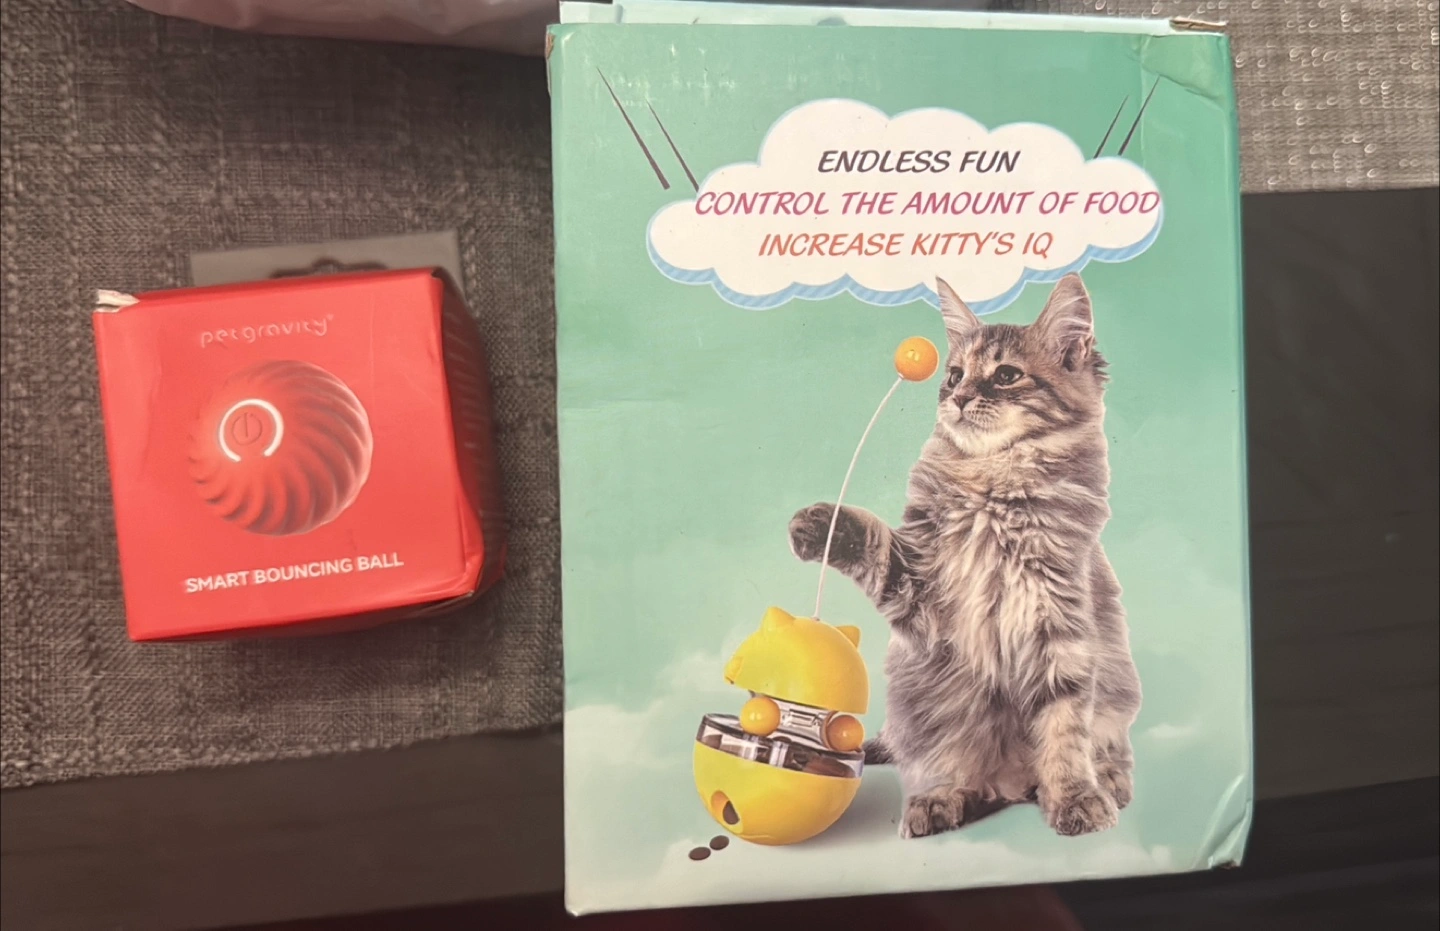 petgravity®
SMART BOUNCING BALL
ENDLESS FUN
CONTROL THE AMOUNT OF FOOD
INCREASE KITTY'S IQ